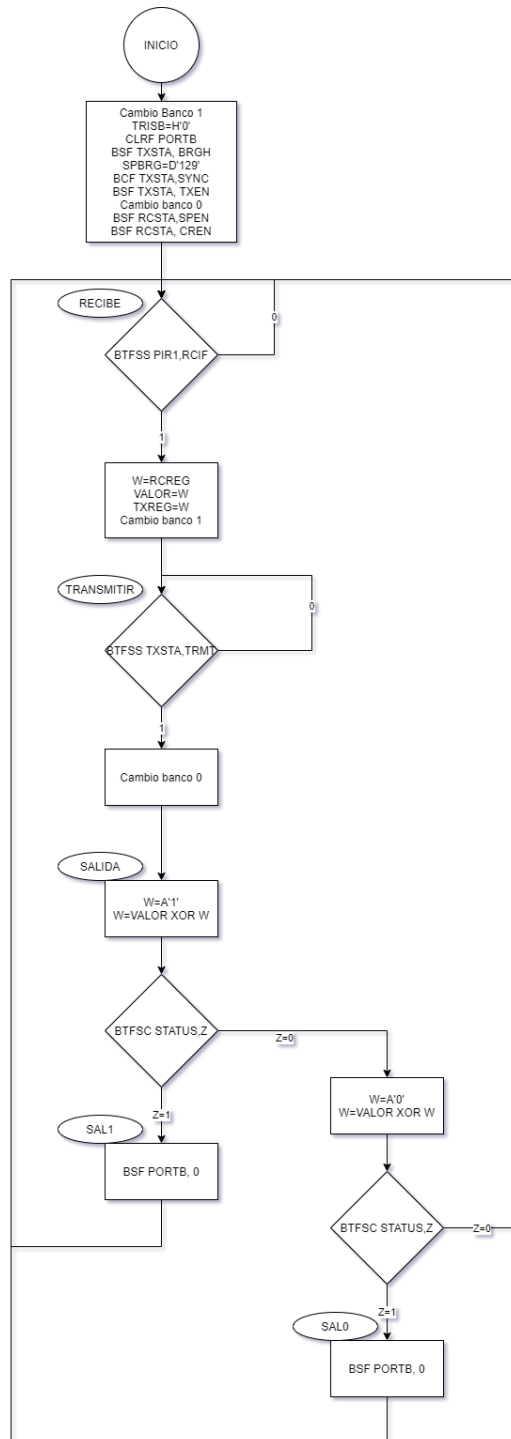 INICIO
Cambio Banco 1
TRISB=H'0'
CLRF PORTB
BSF TXSTA, BRGH
SPBRG=D'129'
BCF TXSTA,SYNC
BSF TXSTA, TXEN
Cambio banco 0
BSF RCSTA,SPEN
BSF RCSTA, CREN
RECIBE
0
BTFSS PIR1,RCIF
1
W=RCREG
VALOR=W
TXREG=W
Cambio banco 1
TRANSMITIR
0
BTFSS TXSTA,TRMT
1
Cambio banco 0
SALIDA
W=A'1'
W=VALOR XOR W
BTFSC STATUS,Z
Z=0
W=A'0'
W=VALOR XOR W
Z=1
SAL1
BSF PORTB, 0
BTFSC STATUS,Z
Z=0
Z=1
SAL0
BSF PORTB, 0